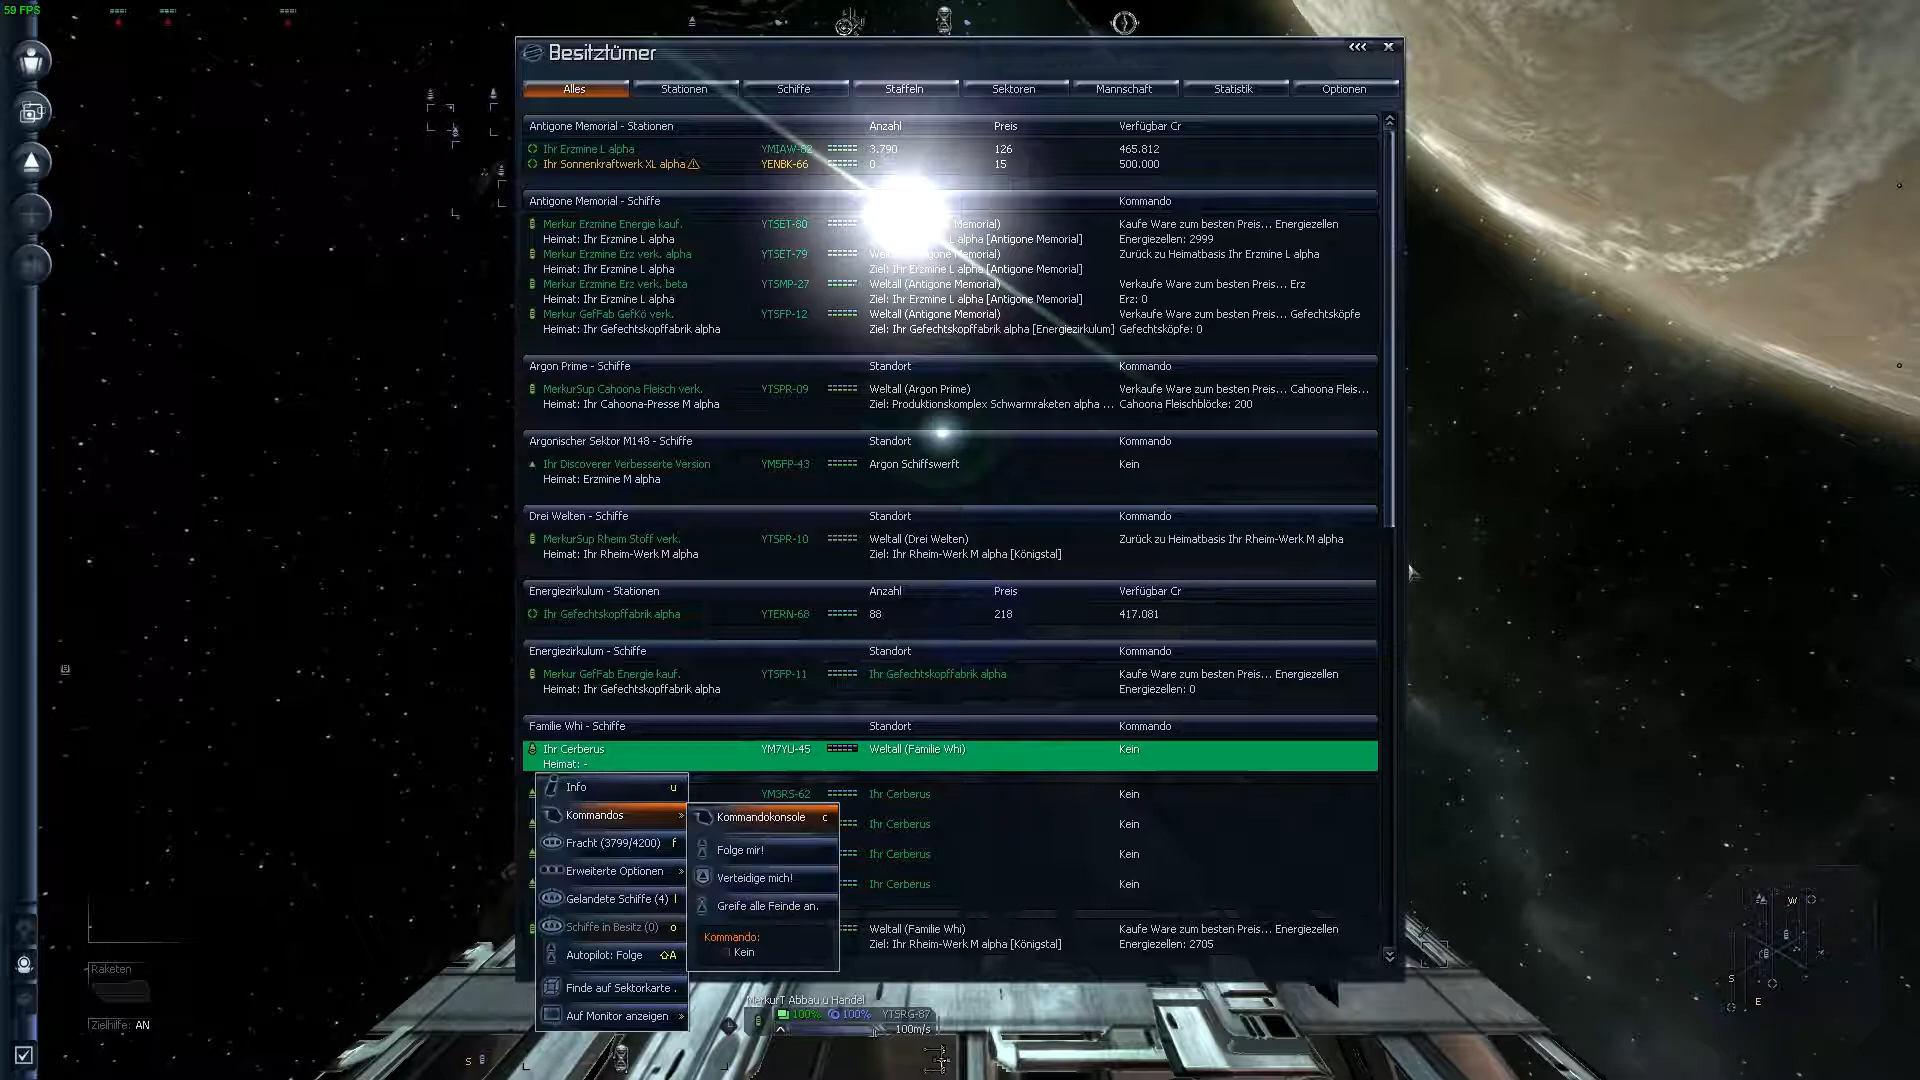 59 FPS
Besitztümer
Alles Stationen Schiffe Staffeln Sektoren Mannschaft Statistik Optionen
Antigone Memorial - Stationen Anzahl Preis Verfügbar Cr
Ihr Erzmine L alpha YMIAW-82 3.790 126 465.812
Ihr Sonnenkraftwerk XL alpha YENBK-66 0 15 500.000
Antigone Memorial - Schiffe Kommando
Merkur Erzmine Energie kauf. YTSET-80 Memorial) Kaufe Ware zum besten Preis... Energiezellen
Heimat: Ihr Erzmine L alpha L alpha [Antigone Memorial] Energiezellen: 2999
Merkur Erzmine Erz verk. alpha YTSET-79 Memorial) Zurück zu Heimatbasis Ihr Erzmine L alpha
Heimat: Ihr Erzmine L alpha Ziel: Ihr Erzmine L alpha [Antigone Memorial]
Merkur Erzmine Erz verk. beta YTSMP-27 Weltall (Antigone Memorial) Verkaufe Ware zum besten Preis... Erz
Heimat: Ihr Erzmine L alpha Ziel: Ihr Erzmine L alpha [Antigone Memorial] Erz: 0
Merkur GefFab GefKö verk. YTSFP-12 Weltall (Antigone Memorial) Verkaufe Ware zum besten Preis... Gefechtsköpfe
Heimat: Ihr Gefechtskopffabrik alpha Ziel: Ihr Gefechtskopffabrik alpha [Energiezirkulum] Gefechtsköpfe: 0
Argon Prime - Schiffe Standort Kommando
MerkurSup Cahoona Fleisch verk. YTSPR-09 Weltall (Argon Prime) Verkaufe Ware zum besten Preis... Cahoona Fleis...
Heimat: Ihr Cahoona-Presse M alpha Ziel: Produktionskomplex Schwarmraketen alpha ... Cahoona Fleischblöcke: 200
Argonischer Sektor M148 - Schiffe Standort Kommando
Ihr Discoverer Verbesserte Version YM5FP-43 Argon Schiffswerft Kein
Heimat: Erzmine M alpha
Drei Welten - Schiffe Standort Kommando
MerkurSup Rheim Stoff verk. YTSPR-10 Weltall (Drei Welten) Zurück zu Heimatbasis Ihr Rheim-Werk M alpha
Heimat: Ihr Rheim-Werk M alpha Ziel: Ihr Rheim-Werk M alpha [Königstal]
Energiezirkulum - Stationen Anzahl Preis Verfügbar Cr
Ihr Gefechtskopffabrik alpha YTERN-68 88 218 417.081
Energiezirkulum - Schiffe Standort Kommando
Merkur GefFab Energie kauf. YTSFP-11 Ihr Gefechtskopffabrik alpha Kaufe Ware zum besten Preis... Energiezellen
Heimat: Ihr Gefechtskopffabrik alpha Energiezellen: 0
Familie Whi - Schiffe Standort Kommando
Ihr Cerberus YM7YU-45 Weltall (Familie Whi) Kein
Heimat: -
Info u
YM3RS-62 Ihr Cerberus Kein
Kommandos » Kommandokonsole c
Ihr Cerberus Kein
Fracht (3799/4200) f Folge mir!
Ihr Cerberus Kein
Erweiterte Optionen » Verteidige mich!
Ihr Cerberus Kein
Gelandete Schiffe (4) l Greife alle Feinde an.
Schiffe in Besitz (0) o Kommando:
Weltall (Familie Whi) Kaufe Ware zum besten Preis... Energiezellen
Ziel: Ihr Rheim-Werk M alpha [Königstal] Energiezellen: 2705
Autopilot: Folge A Kein
Finde auf Sektorkarte .
Auf Monitor anzeigen »
Raketen
Zielhilfe: AN
MerkurT Abbau u Handel
100% 100% YTSRG-87
100m/s
S
W
S
E